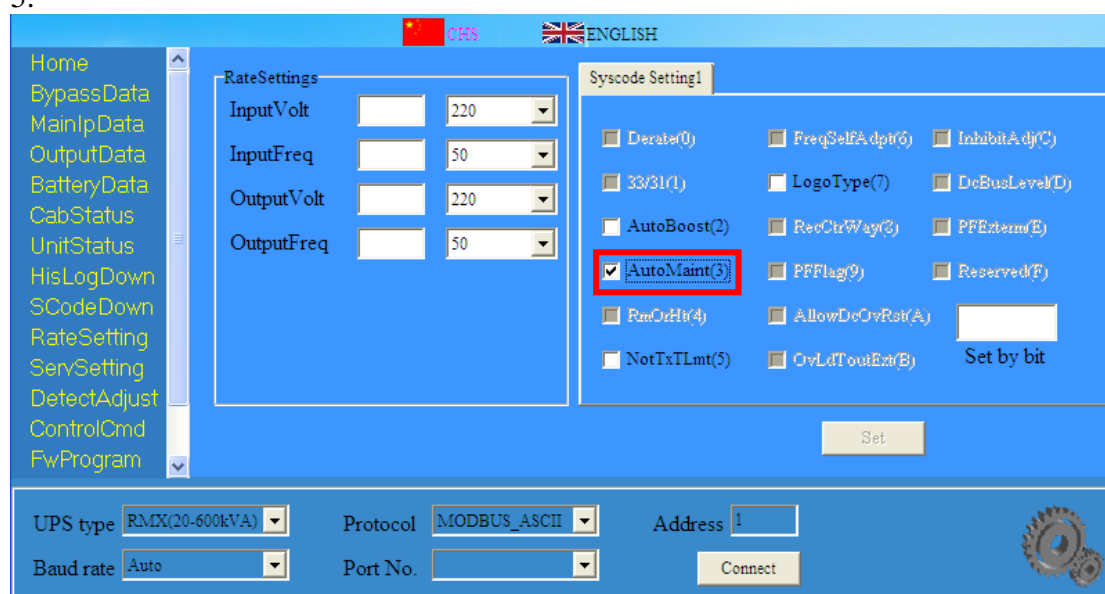 3.
CHS ENGLISH
Home
BypassData
MainIpData
OutputData
BatteryData
CabStatus
UnitStatus
HisLogDown
SCodeDown
RateSetting
ServSetting
DetectAdjust
ControlCmd
FwProgram
RateSettings
InputVolt 220
InputFreq 50
OutputVolt 220
OutputFreq 50
Syscode Setting1
Derate(0) FreqSelfAdpt(6) InhibitAdj(C)
33/31(1) LogoType(7) DcBusLevel(D)
AutoBoost(2) RecCtrWay(8) PFExterm(E)
AutoMaint(3) PFFlag(9) Reserved(F)
RmOrHt(4) AllowDcOvRst(A)
NotTxTLmt(5) OvLdToutExt(B) Set by bit
Set
UPS type RMX(20-600kVA) Protocol MODBUS_ASCII Address 1
Baud rate Auto Port No. Connect